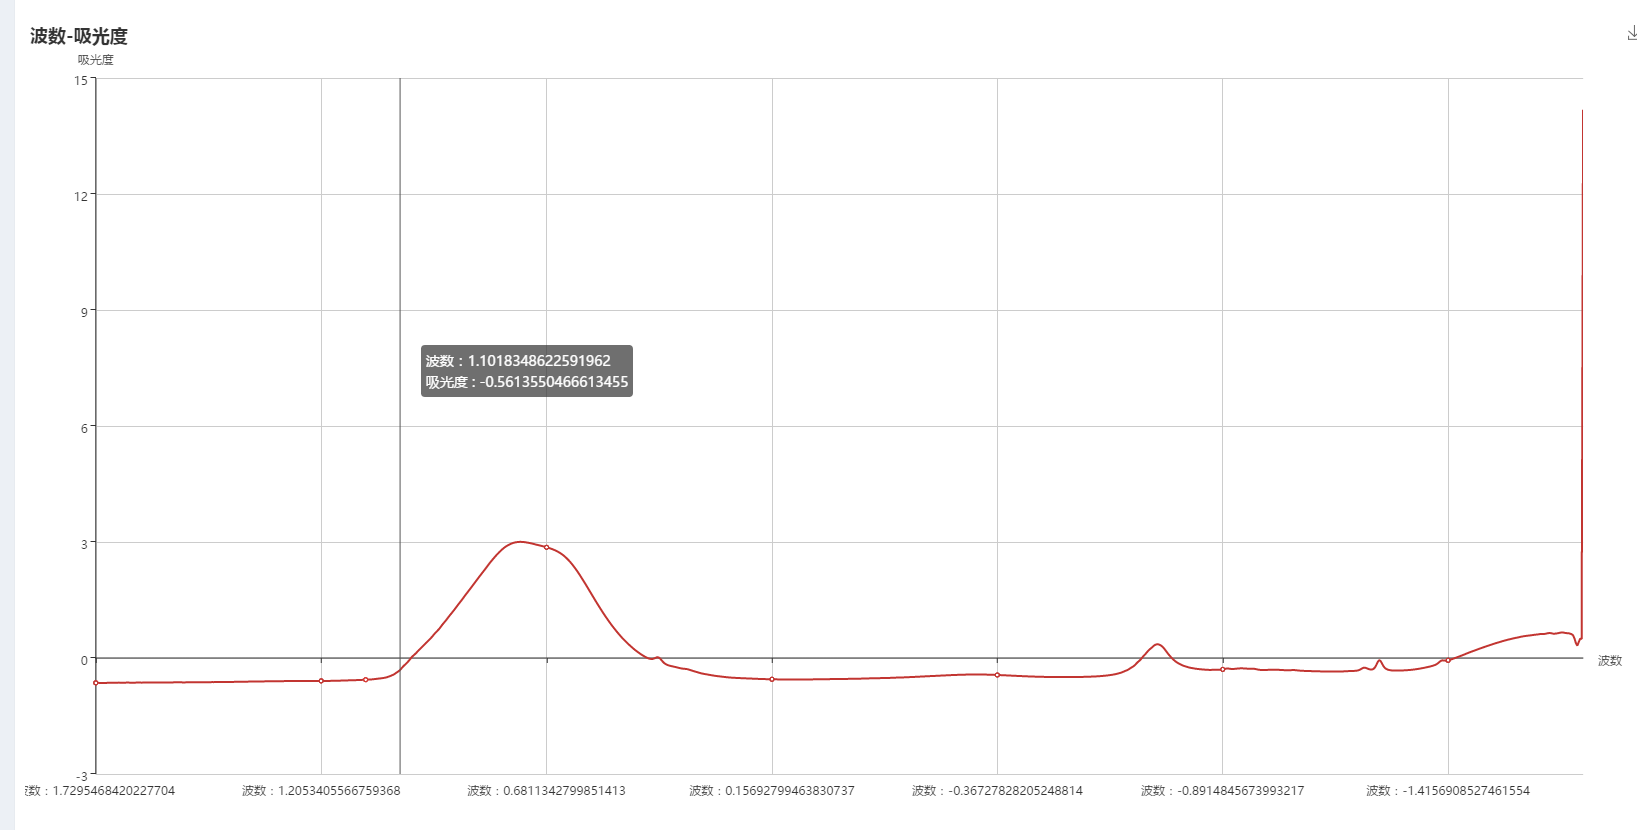 波数-吸光度
吸光度
15
12
9
6
3
0
-3
波数：1.1018348622591962
吸光度：-0.5613550466613455
波数
数：1.7295468420227704
波数：1.2053405566759368
波数：0.6811342799851413
波数：0.15692799463830737
波数：-0.36727828205248814
波数：-0.8914845673993217
波数：-1.4156908527461554